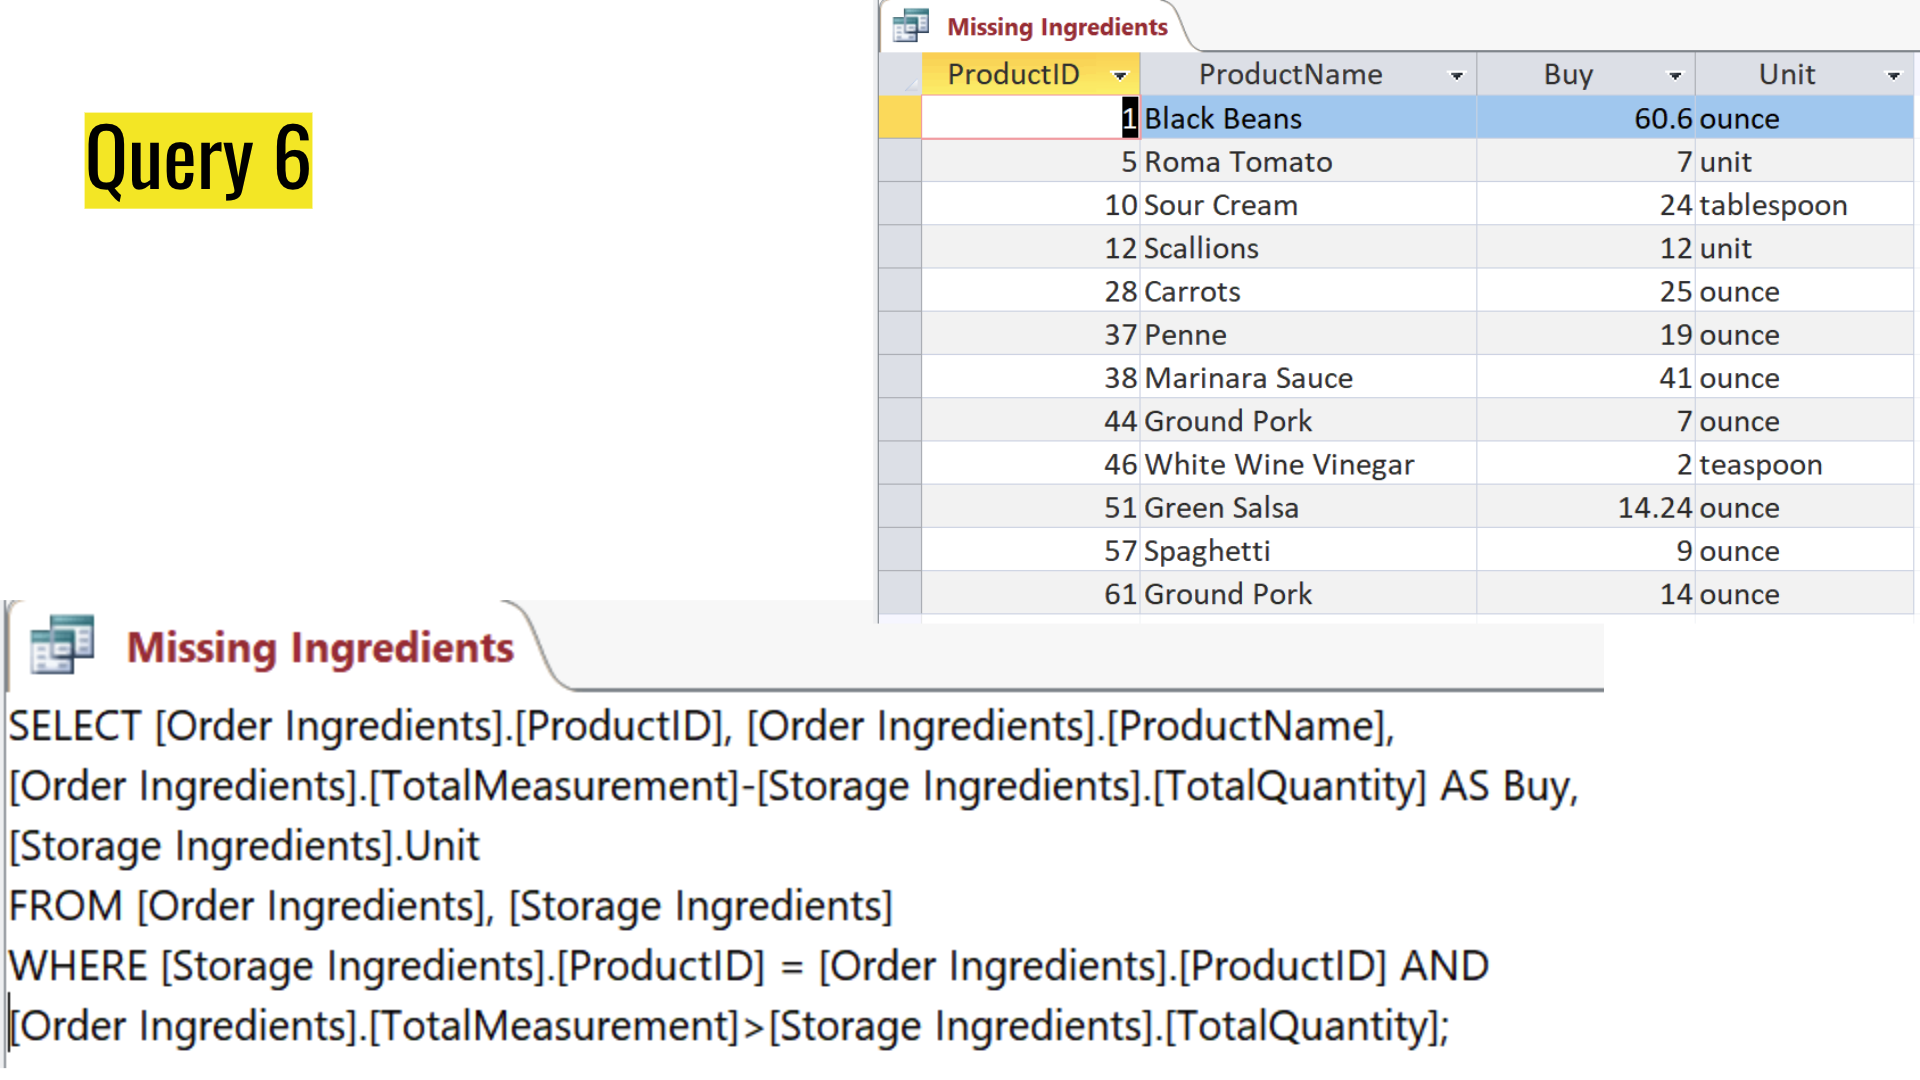 Query 6
Missing Ingredients
ProductID ProductName Buy Unit
1 Black Beans 60.6 ounce
5 Roma Tomato 7 unit
10 Sour Cream 24 tablespoon
12 Scallions 12 unit
28 Carrots 25 ounce
37 Penne 19 ounce
38 Marinara Sauce 41 ounce
44 Ground Pork 7 ounce
46 White Wine Vinegar 2 teaspoon
51 Green Salsa 14.24 ounce
57 Spaghetti 9 ounce
61 Ground Pork 14 ounce
Missing Ingredients
SELECT [Order Ingredients].[ProductID], [Order Ingredients].[ProductName],
[Order Ingredients].[TotalMeasurement]-[Storage Ingredients].[TotalQuantity] AS Buy,
[Storage Ingredients].Unit
FROM [Order Ingredients], [Storage Ingredients]
WHERE [Storage Ingredients].[ProductID] = [Order Ingredients].[ProductID] AND
[Order Ingredients].[TotalMeasurement]>[Storage Ingredients].[TotalQuantity];